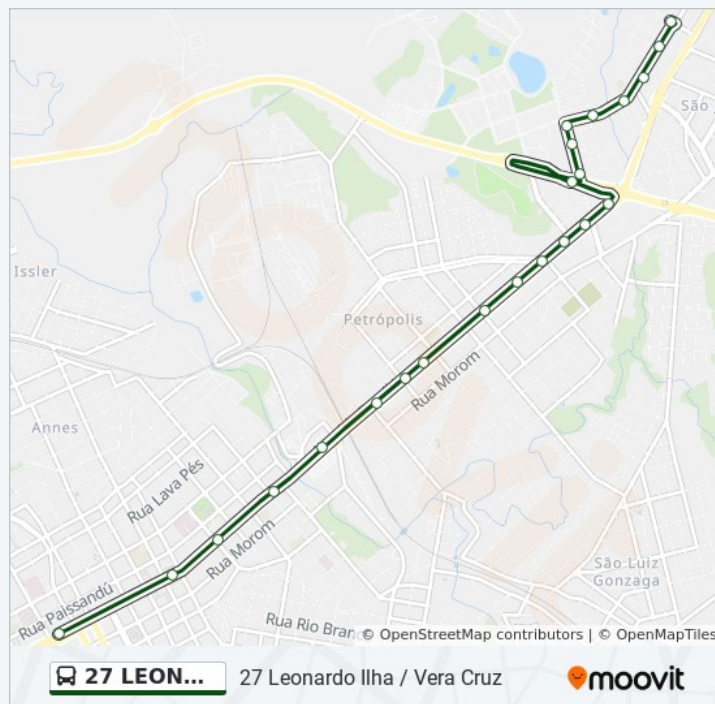 São
Issler
Petrópolis
Rua Morom
Annes
Rua Lava Pés
Rua Morom
São Luiz
Gonzaga
Rua Paissandú
Rua Rio Bran
© OpenStreetMap contributors | © OpenMapTiles
27 LEON...
27 Leonardo Ilha / Vera Cruz
moovit